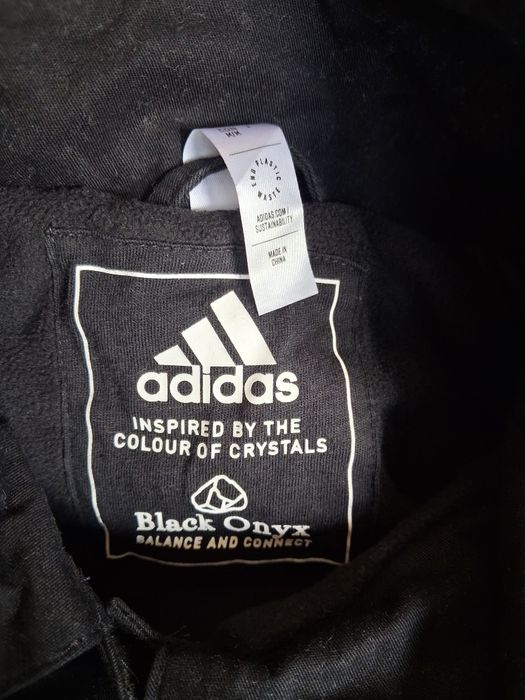 END PLASTIC WASTE
ADIDAS.COM/
SUSTAINABILITY
MADE IN
CHINA
adidas
INSPIRED BY THE
COLOUR OF CRYSTALS
Black Onyx
BALANCE AND CONNECT